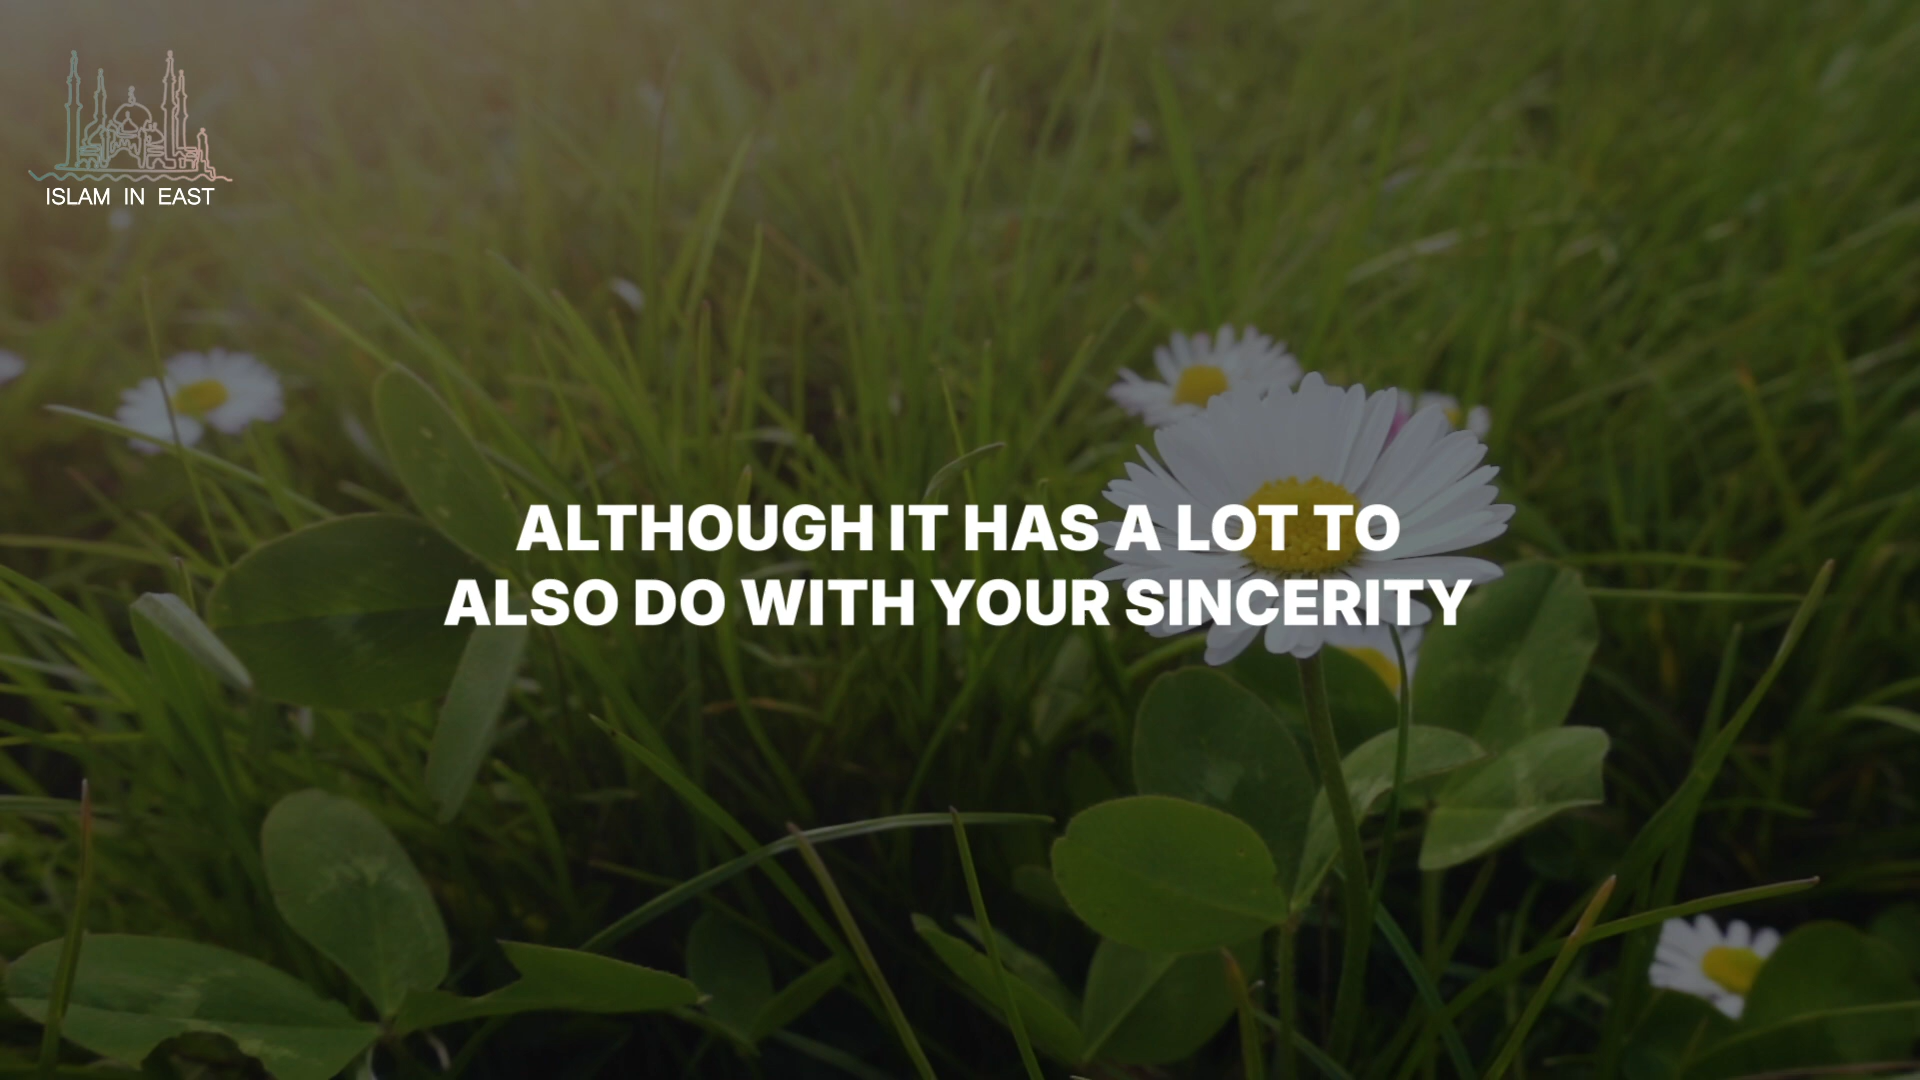 ISLAM IN EAST
ALTHOUGH IT HAS A LOT TO
ALSO DO WITH YOUR SINCERITY